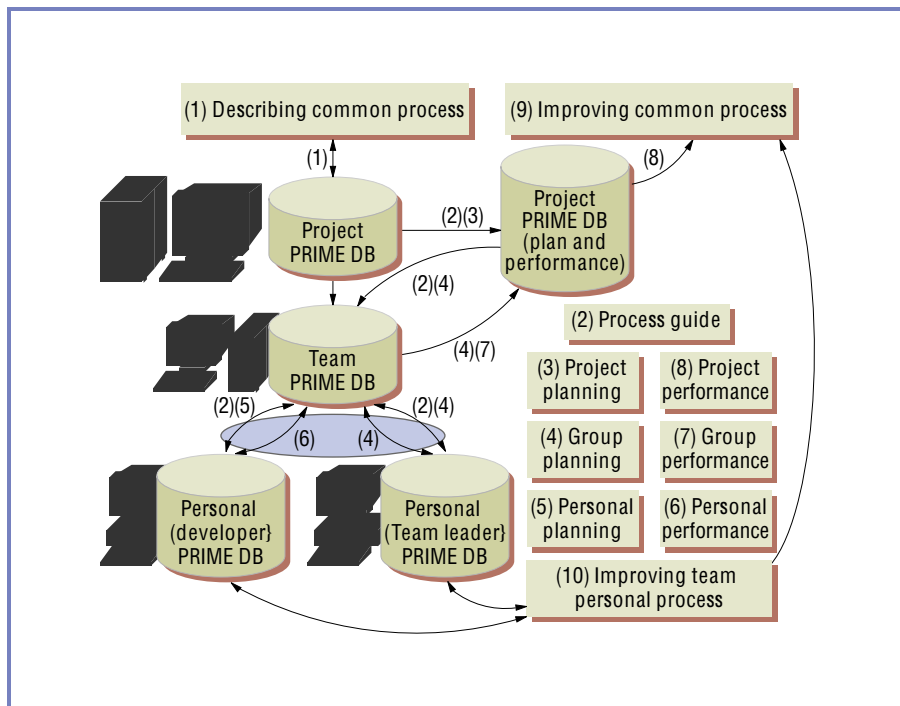 (1) Describing common process
(9) Improving common process
(1)
(8)
Project
PRIME DB
(2)(3)
Project
PRIME DB
(plan and
performance)
(2)(4)
(2) Process guide
Team
PRIME DB
(4)(7)
(3) Project
planning
(8) Project
performance
(2)(5)
(6)
(4)
(2)(4)
(4) Group
planning
(7) Group
performance
Personal
(developer}
PRIME DB
Personal
(Team leader}
PRIME DB
(5) Personal
planning
(6) Personal
performance
(10) Improving team
personal process